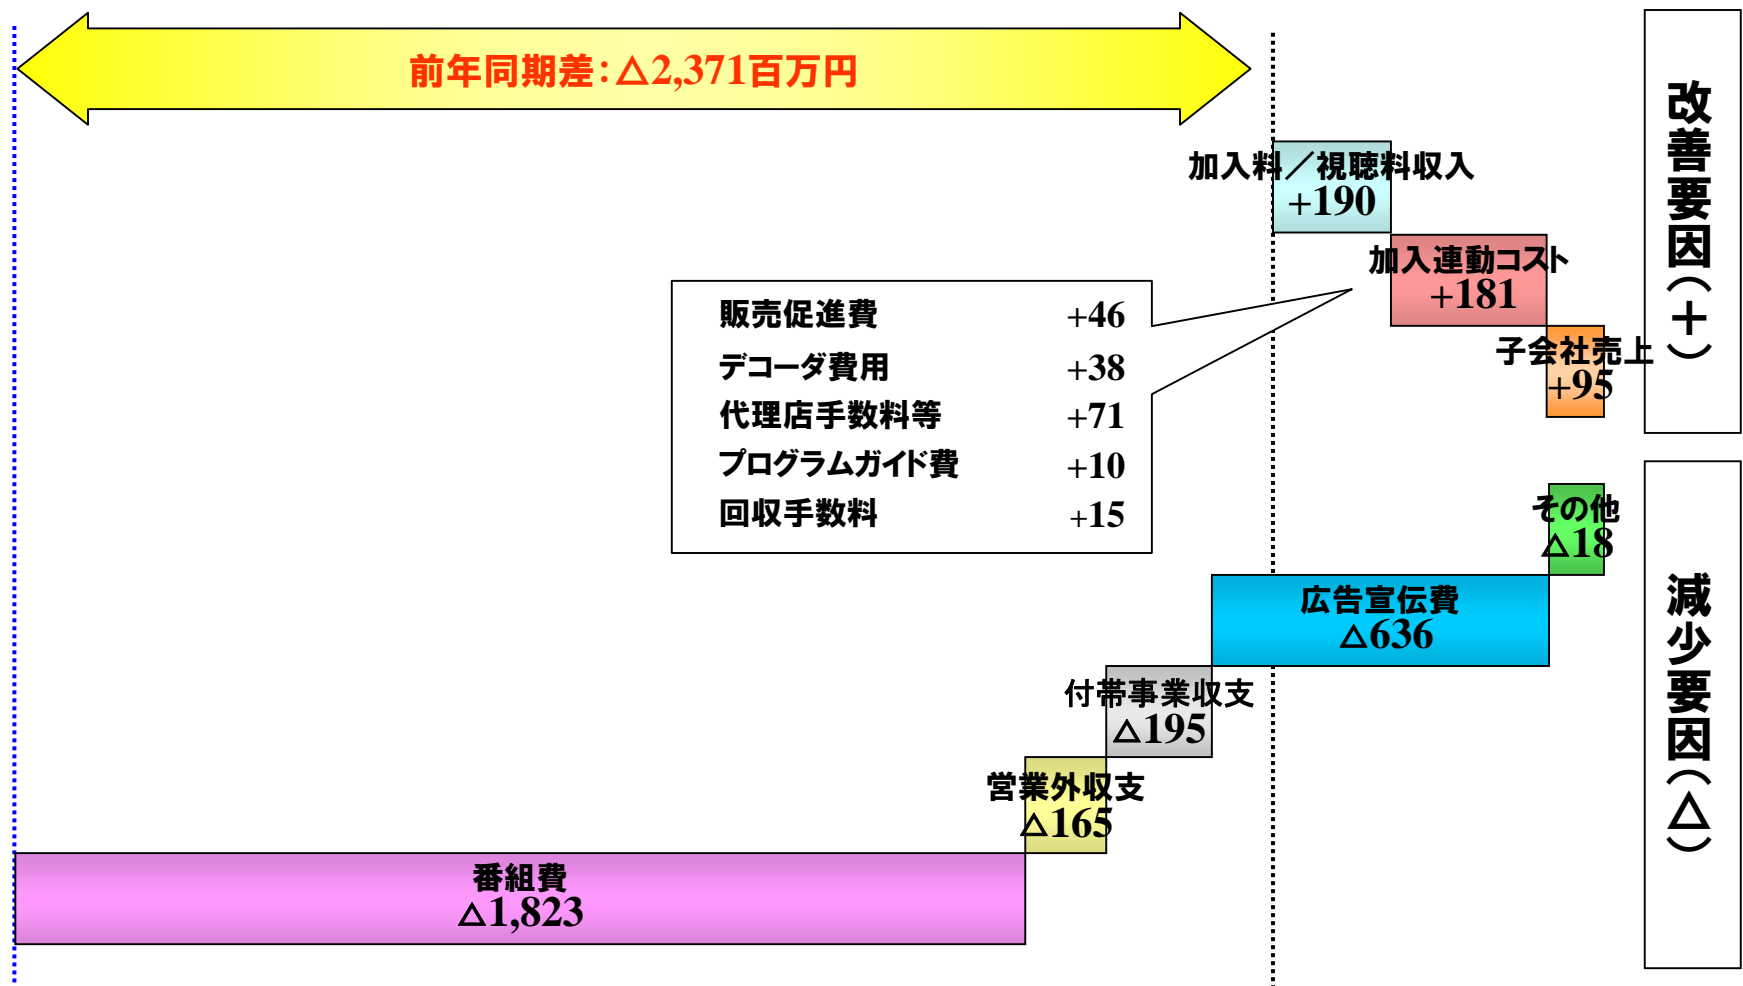 前年同期差：△2,371百万円
改善要因（＋）
加入料／視聴料収入
+190
加入連動コスト
+181
子会社売上
+95
販売促進費 +46
デコーダ費用 +38
代理店手数料等 +71
プログラムガイド費 +10
回収手数料 +15
減少要因（△）
その他
△18
広告宣伝費
△636
付帯事業収支
△195
営業外収支
△165
番組費
△1,823